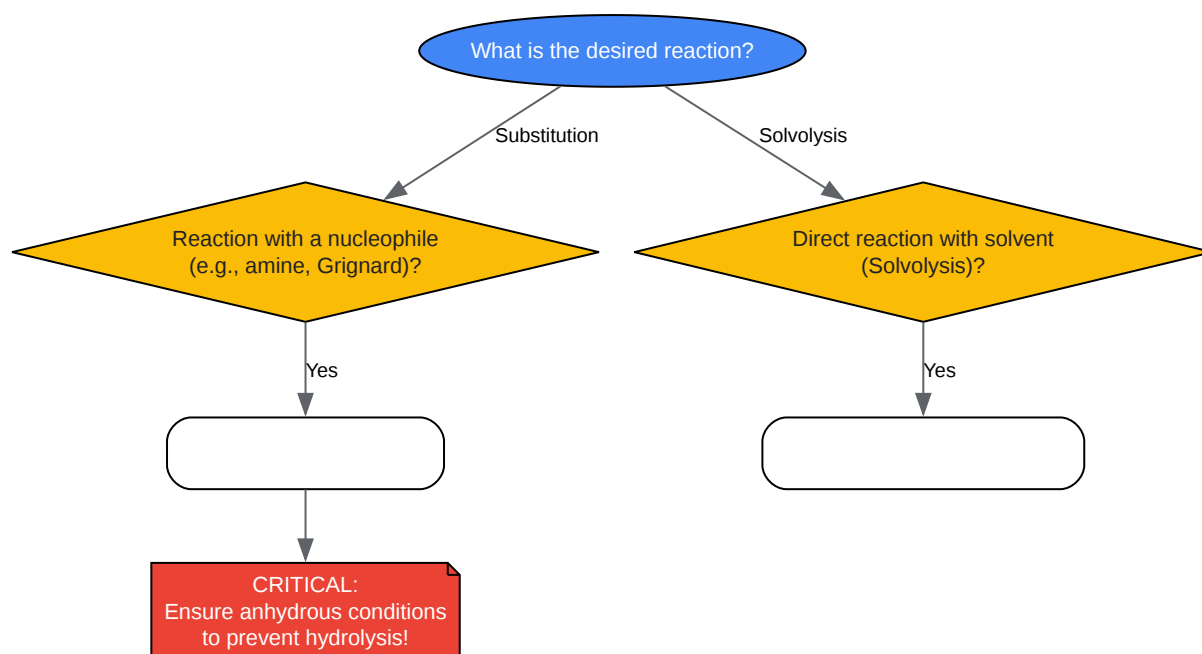 What is the desired reaction?
Substitution
Solvolysis
Reaction with a nucleophile
(e.g., amine, Grignard)?
Direct reaction with solvent
(Solvolysis)?
Yes
Yes
CRITICAL:
Ensure anhydrous conditions
to prevent hydrolysis!